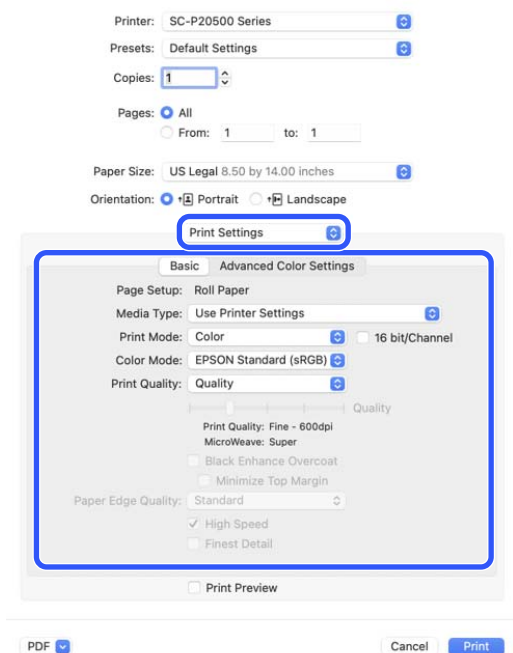 Printer: SC-P20500 Series
Presets: Default Settings
Copies: 1
Pages: All
From: 1 to: 1
Paper Size: US Legal 8.50 by 14.00 inches
Orientation: Portrait Landscape
Print Settings
Basic Advanced Color Settings
Page Setup: Roll Paper
Media Type: Use Printer Settings
Print Mode: Color 16 bit/Channel
Color Mode: EPSON Standard (sRGB)
Print Quality: Quality
Quality
Print Quality: Fine - 600dpi
MicroWeave: Super
Black Enhance Overcoat
Minimize Top Margin
Paper Edge Quality: Standard
High Speed
Finest Detail
Print Preview
PDF Cancel Print